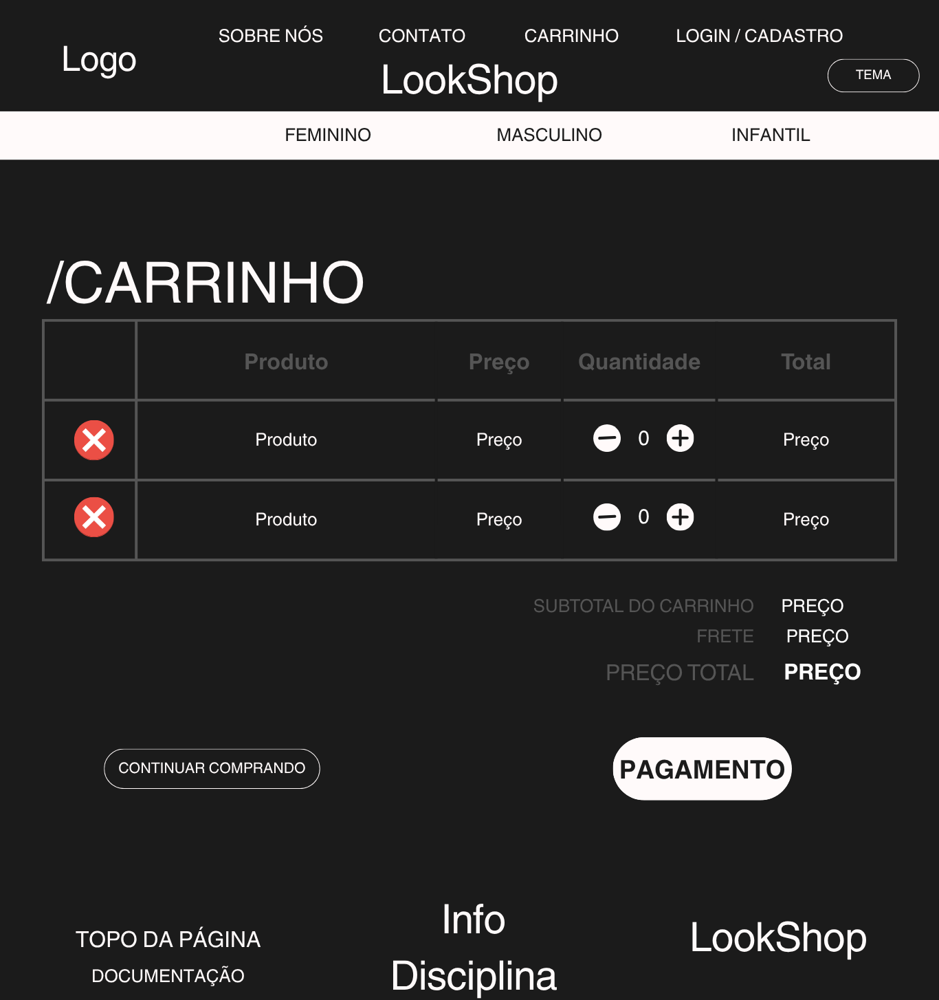 SOBRE NÓS CONTATO CARRINHO LOGIN / CADASTRO
Logo
LookShop
TEMA
FEMININO MASCULINO INFANTIL
/CARRINHO
Produto Preço Quantidade Total
Produto Preço 0 Preço
Produto Preço 0 Preço
SUBTOTAL DO CARRINHO PREÇO
FRETE PREÇO
PREÇO TOTAL PREÇO
CONTINUAR COMPRANDO PAGAMENTO
Info
Disciplina
TOPO DA PÁGINA
DOCUMENTAÇÃO
LookShop